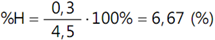 %H = 0,3/4,5 · 100% = 6,67 (%)